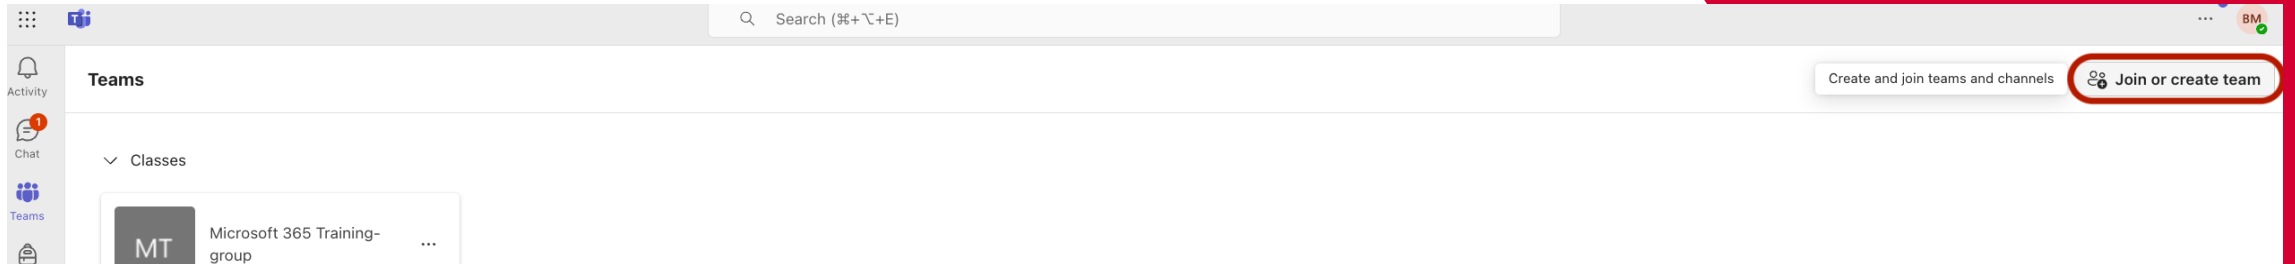 Search (⌘+⌥+E)
BM
Activity
Teams
Create and join teams and channels
Join or create team
1
Chat
Classes
Teams
MT
Microsoft 365 Training-
group